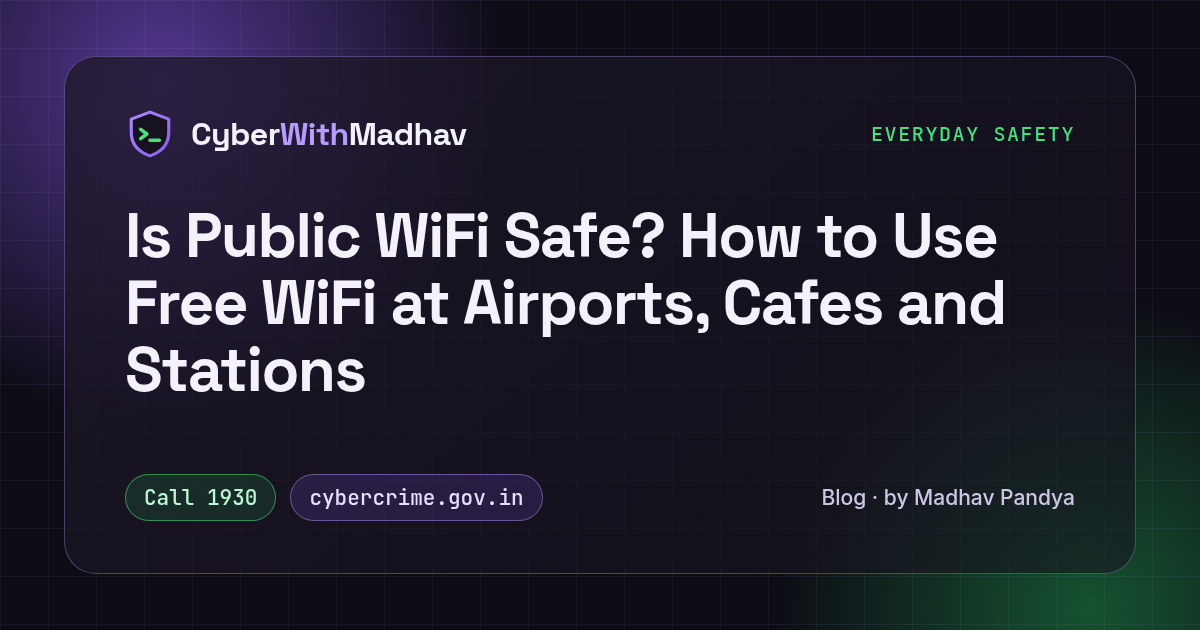 CyberWithMadhav
EVERYDAY SAFETY
Is Public WiFi Safe? How to Use
Free WiFi at Airports, Cafes and
Stations
Call 1930
cybercrime.gov.in
Blog · by Madhav Pandya